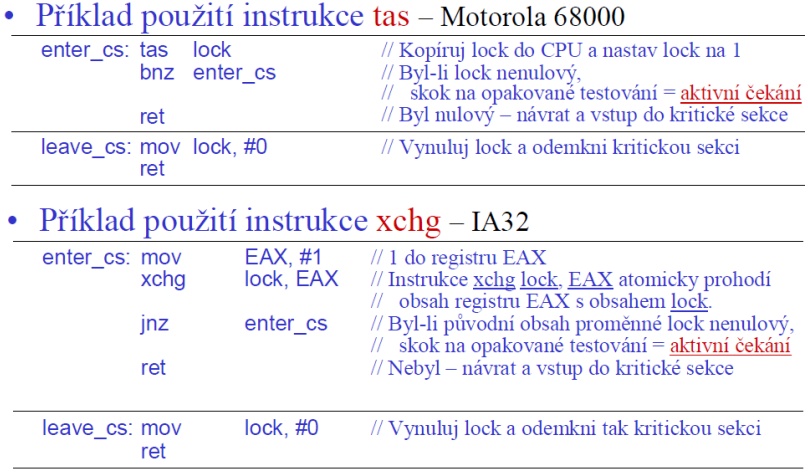 • Příklad použití instrukce tas – Motorola 68000
enter_cs: tas lock // Kopíruj lock do CPU a nastav lock na 1
bnz enter_cs // Byl-li lock nenulový,
// skok na opakované testování = aktivní čekání
ret // Byl nulový – návrat a vstup do kritické sekce
leave_cs: mov lock, #0 // Vynuluj lock a odemkni kritickou sekci
ret
• Příklad použití instrukce xchg – IA32
enter_cs: mov EAX, #1 // 1 do registru EAX
xchg lock, EAX // Instrukce xchg lock, EAX atomicky prohodí
// obsah registru EAX s obsahem lock.
jnz enter_cs // Byl-li původní obsah proměnné lock nenulový,
// skok na opakované testování = aktivní čekání
ret // Nebyl – návrat a vstup do kritické sekce
leave_cs: mov lock, #0 // Vynuluj lock a odemkni tak kritickou sekci
ret